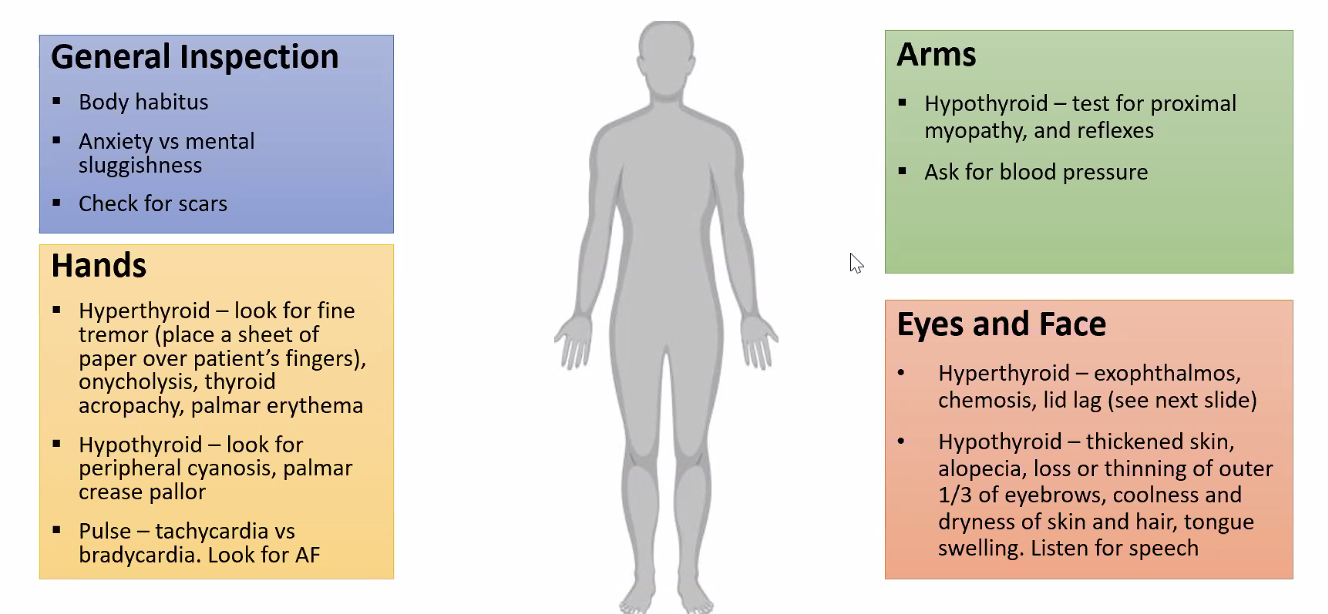 General Inspection
▪ Body habitus
▪ Anxiety vs mental
sluggishness
▪ Check for scars
Hands
▪ Hyperthyroid – look for fine
tremor (place a sheet of
paper over patient’s fingers),
onycholysis, thyroid
acropachy, palmar erythema
▪ Hypothyroid – look for
peripheral cyanosis, palmar
crease pallor
▪ Pulse – tachycardia vs
bradycardia. Look for AF
Arms
▪ Hypothyroid – test for proximal
myopathy, and reflexes
▪ Ask for blood pressure
Eyes and Face
• Hyperthyroid – exophthalmos,
chemosis, lid lag (see next slide)
• Hypothyroid – thickened skin,
alopecia, loss or thinning of outer
1/3 of eyebrows, coolness and
dryness of skin and hair, tongue
swelling. Listen for speech